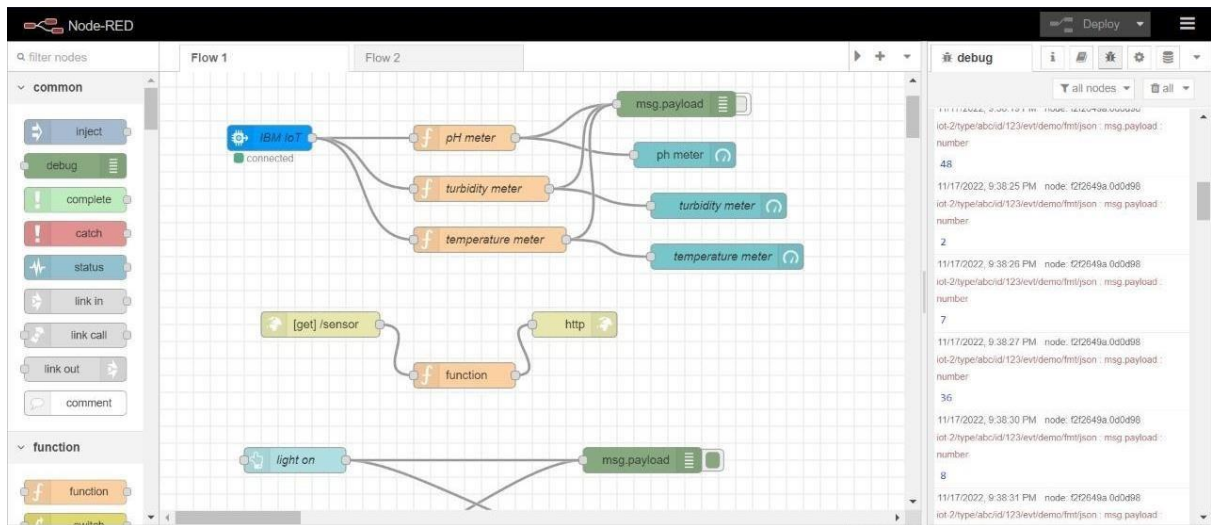 Node-RED
Deploy
filter nodes
Flow 1
Flow 2
debug
i
all nodes
all
common
inject
debug
complete
catch
status
link in
link call
link out
comment
function
function
switch
IBM IoT
connected
pH meter
turbidity meter
temperature meter
msg.payload
ph meter
turbidity meter
temperature meter
[get] /sensor
http
function
light on
msg.payload
iot-2/type/abc/id/123/evt/demo/fmt/json : msg.payload :
number
48
11/17/2022, 9:38:25 PM node: f2f2649a.0d0d98
iot-2/type/abc/id/123/evt/demo/fmt/json : msg.payload :
number
2
11/17/2022, 9:38:26 PM node: f2f2649a.0d0d98
iot-2/type/abc/id/123/evt/demo/fmt/json : msg.payload :
number
7
11/17/2022, 9:38:27 PM node: f2f2649a.0d0d98
iot-2/type/abc/id/123/evt/demo/fmt/json : msg.payload :
number
36
11/17/2022, 9:38:30 PM node: f2f2649a.0d0d98
iot-2/type/abc/id/123/evt/demo/fmt/json : msg.payload :
number
8
11/17/2022, 9:38:31 PM node: f2f2649a.0d0d98
iot-2/type/abc/id/123/evt/demo/fmt/json : msg.payload :